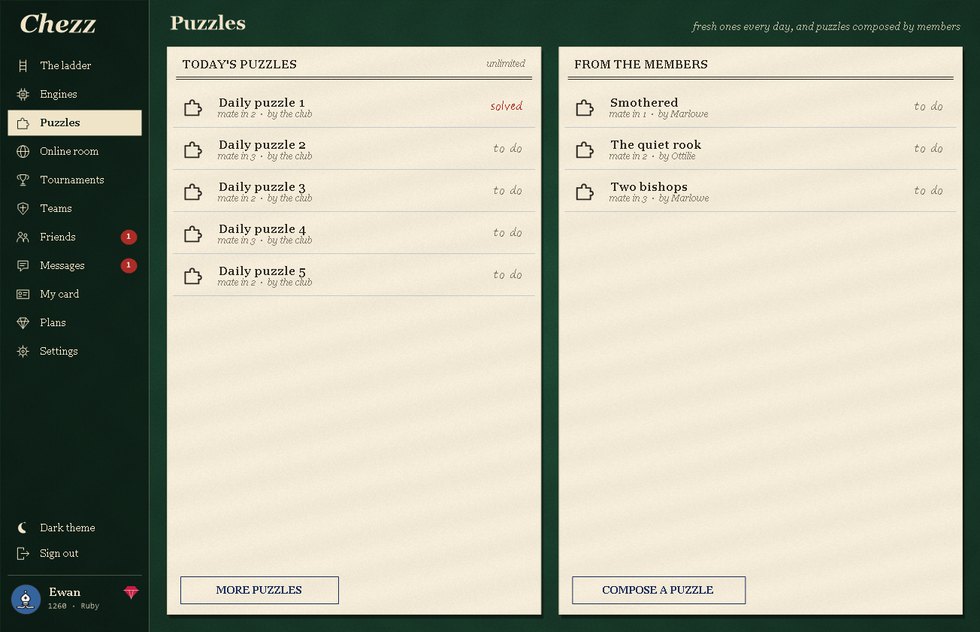 Chezz
The ladder
Engines
Puzzles
Online room
Tournaments
Teams
Friends 1
Messages 1
My card
Plans
Settings
Dark theme
Sign out
Ewan
1260 · Ruby
Puzzles
fresh ones every day, and puzzles composed by members
TODAY'S PUZZLES unlimited
Daily puzzle 1 solved
mate in 2 · by the club
Daily puzzle 2 to do
mate in 3 · by the club
Daily puzzle 3 to do
mate in 2 · by the club
Daily puzzle 4 to do
mate in 3 · by the club
Daily puzzle 5 to do
mate in 2 · by the club
MORE PUZZLES
FROM THE MEMBERS
Smothered to do
mate in 1 · by Marlowe
The quiet rook to do
mate in 2 · by Ottilie
Two bishops to do
mate in 3 · by Marlowe
COMPOSE A PUZZLE